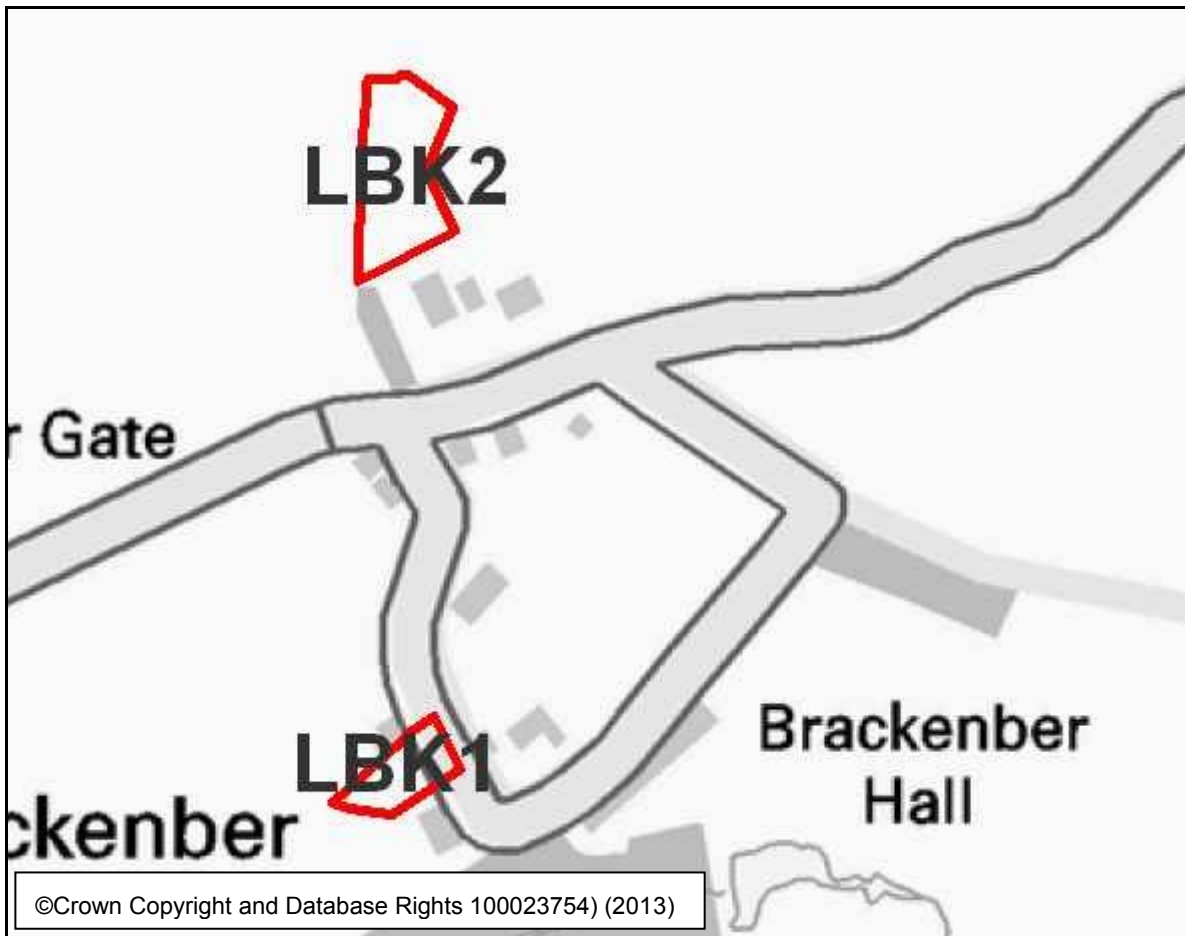 LBK2
r Gate
LBK1
Brackenber
Hall
ckenber
©Crown Copyright and Database Rights 100023754) (2013)